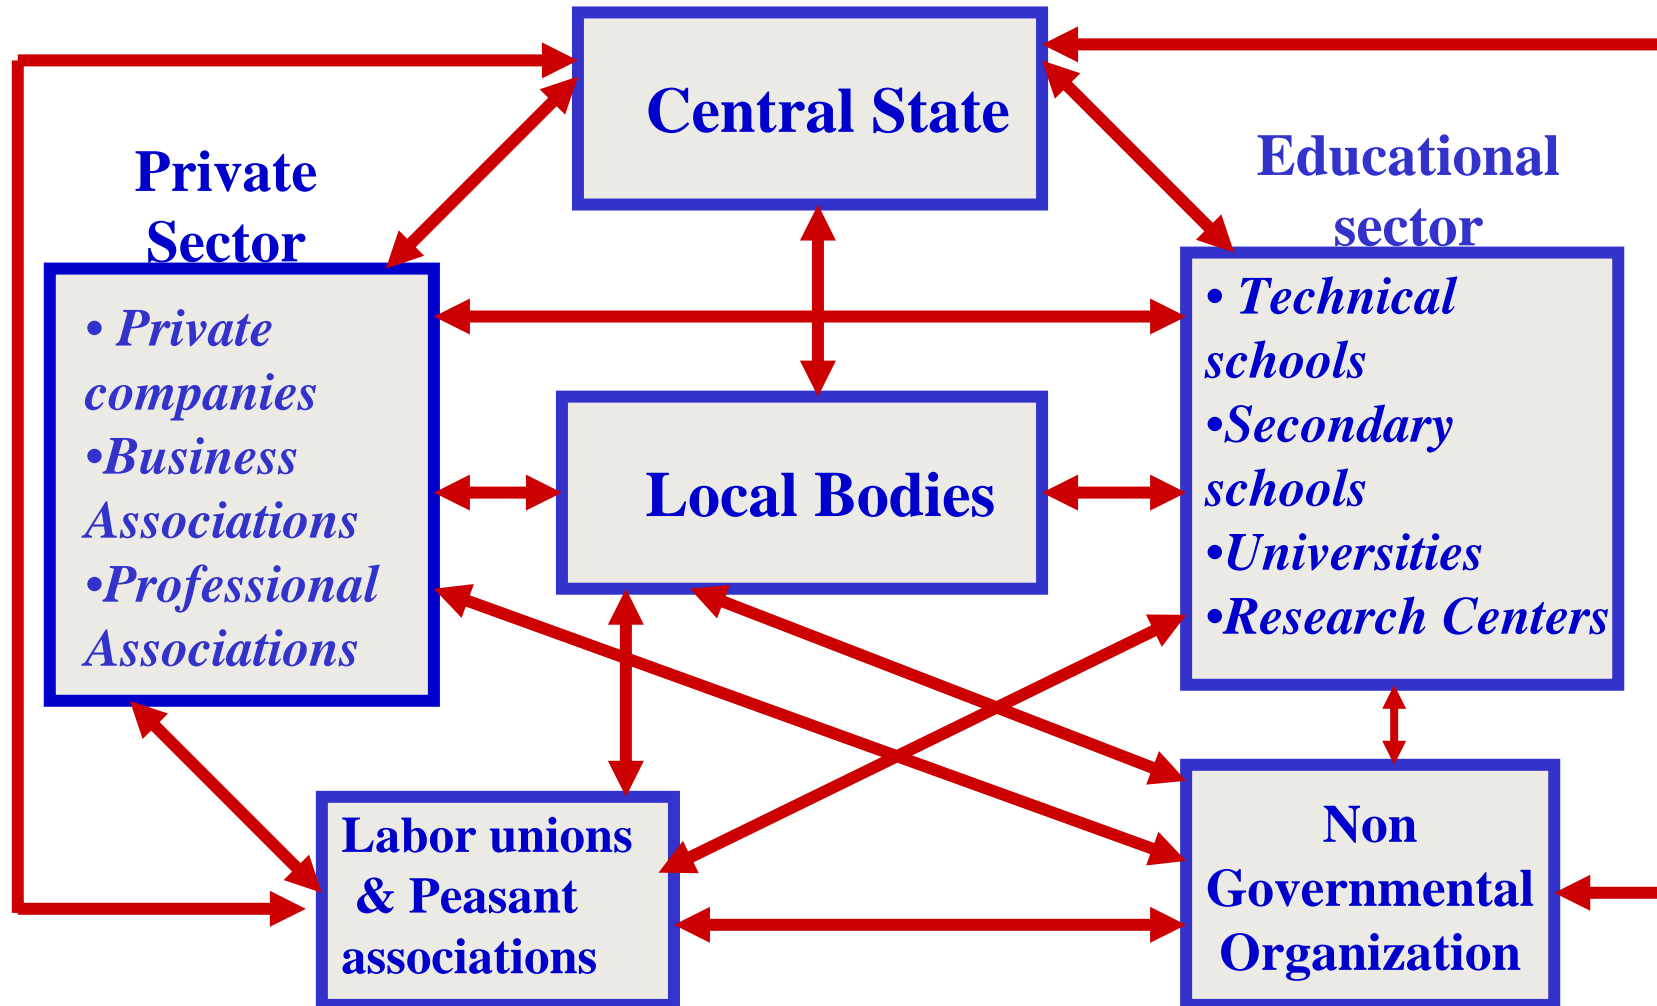 Central State
Private
Sector
• Private
companies
•Business
Associations
•Professional
Associations
Educational
sector
• Technical
schools
•Secondary
schools
•Universities
•Research Centers
Local Bodies
Labor unions
& Peasant
associations
Non
Governmental
Organization